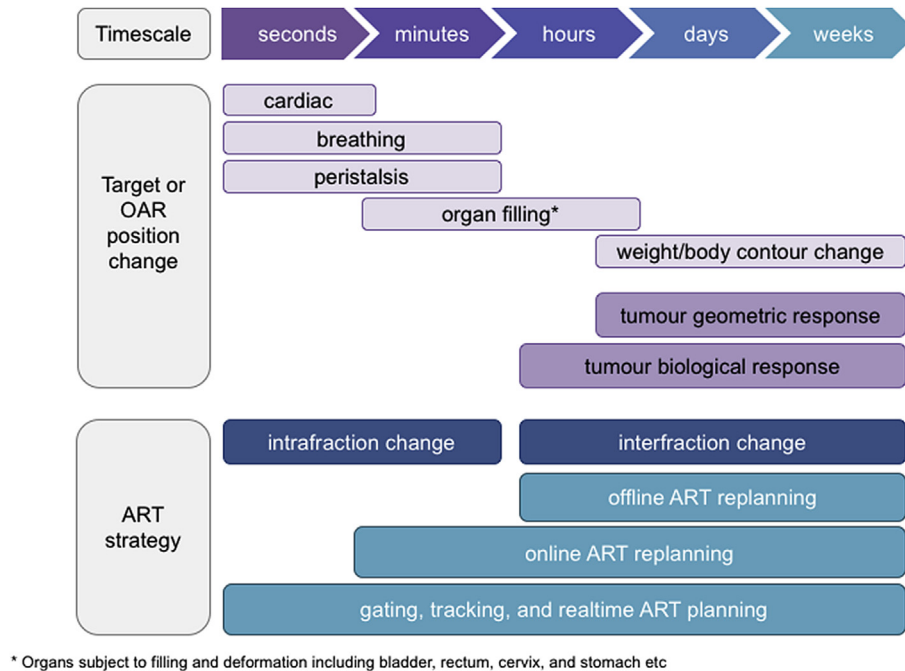 Timescale seconds minutes hours days weeks
cardiac
breathing
peristalsis
organ filling*
weight/body contour change
tumour geometric response
tumour biological response
Target or
OAR
position
change
intrafraction change interfraction change
offline ART replanning
online ART replanning
gating, tracking, and realtime ART planning
ART
strategy
* Organs subject to filling and deformation including bladder, rectum, cervix, and stomach etc